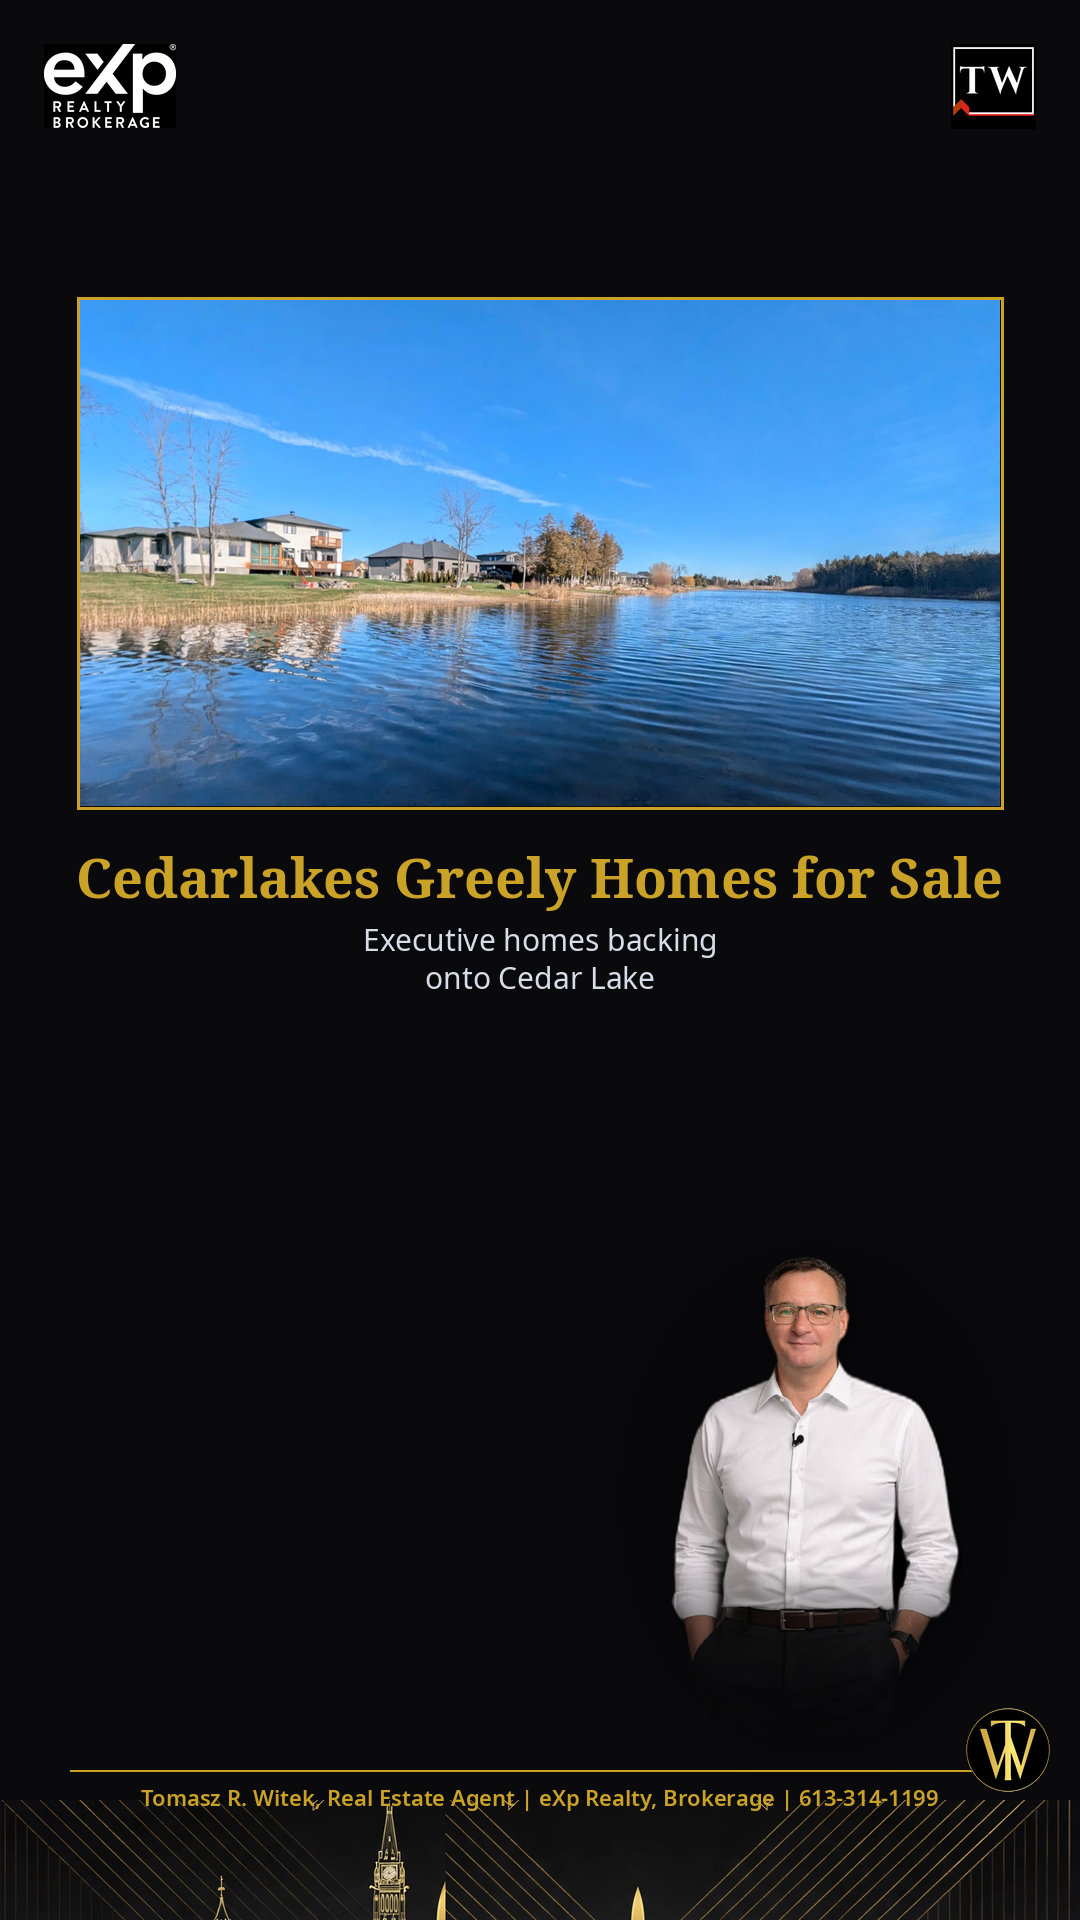 exp®
REALTY
BROKERAGE
TW
Cedarlakes Greely Homes for Sale
Executive homes backing
onto Cedar Lake
TW
Tomasz R. Witek, Real Estate Agent | eXp Realty, Brokerage | 613-314-1199